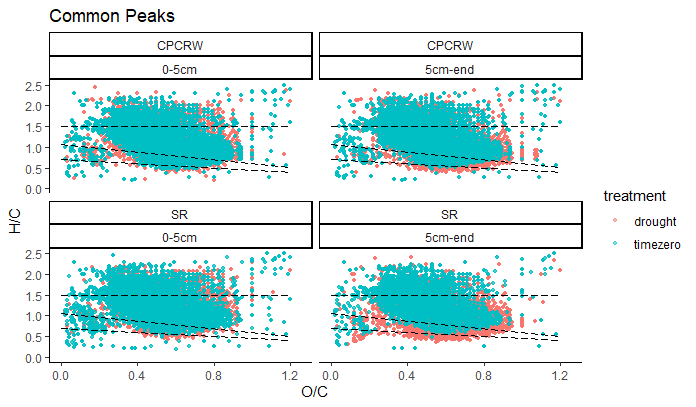 Common Peaks
CPCRW
CPCRW
0-5cm
5cm-end
2.5
2.0
1.5
1.0
0.5
0.0
SR
SR
0-5cm
5cm-end
2.5
2.0
1.5
1.0
0.5
0.0
0.0
0.4
0.8
1.2
0.0
0.4
0.8
1.2
H/C
O/C
treatment
drought
timezero